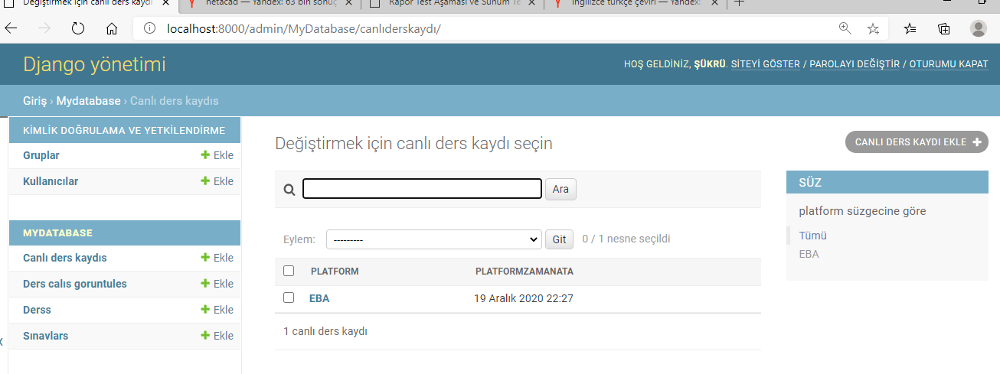 Değiştirmek için canlı ders kaydı
netacad — Yandex: 63 bin sonuç
Rapor Test Aşaması ve Sunum Te
ingilizce türkçe çeviri — Yandex:
localhost:8000/admin/MyDatabase/canlıderskaydı/
Django yönetimi
HOŞ GELDİNİZ, ŞÜKRÜ. SİTEYİ GÖSTER / PAROLAYI DEĞİŞTİR / OTURUMU KAPAT
Giriş › Mydatabase › Canlı ders kaydıs
KİMLİK DOĞRULAMA VE YETKİLENDİRME
Gruplar
Ekle
Kullanıcılar
Ekle
MYDATABASE
Canlı ders kaydıs
Ekle
Ders calıs goruntules
Ekle
Derss
Ekle
Sınavlars
Ekle
Değiştirmek için canlı ders kaydı seçin
CANLI DERS KAYDI EKLE
Ara
Eylem:
---------
Git
0 / 1 nesne seçildi
PLATFORM
PLATFORMZAMANATA
EBA
19 Aralık 2020 22:27
1 canlı ders kaydı
SÜZ
platform süzgecine göre
Tümü
EBA